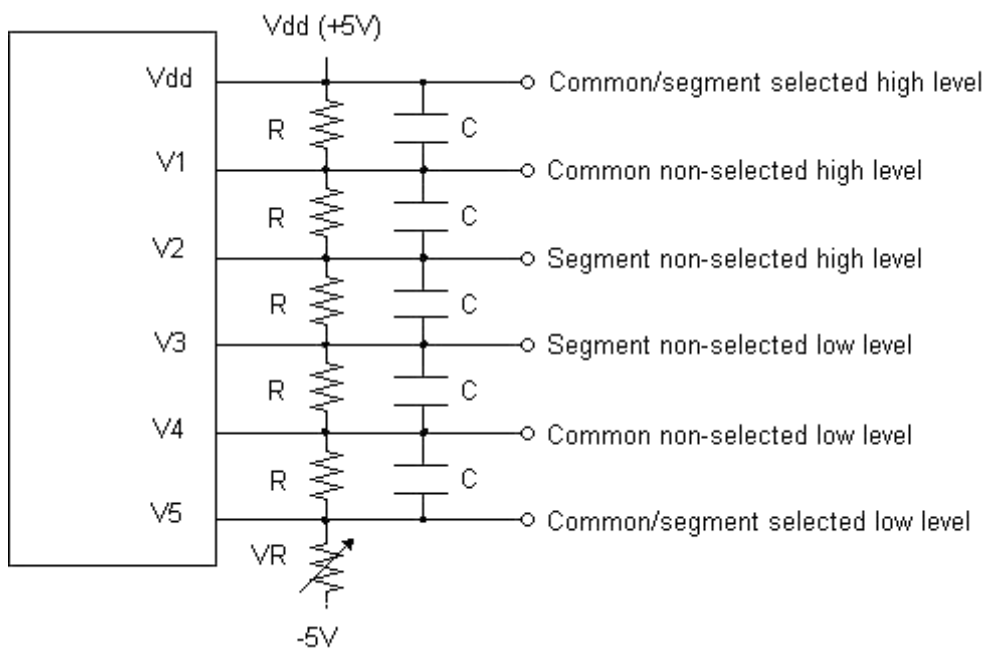 Vdd (+5V)
Vdd
Common/segment selected high level
R
C
V1
Common non-selected high level
R
C
V2
Segment non-selected high level
R
C
V3
Segment non-selected low level
R
C
V4
Common non-selected low level
R
C
V5
Common/segment selected low level
VR
-5V